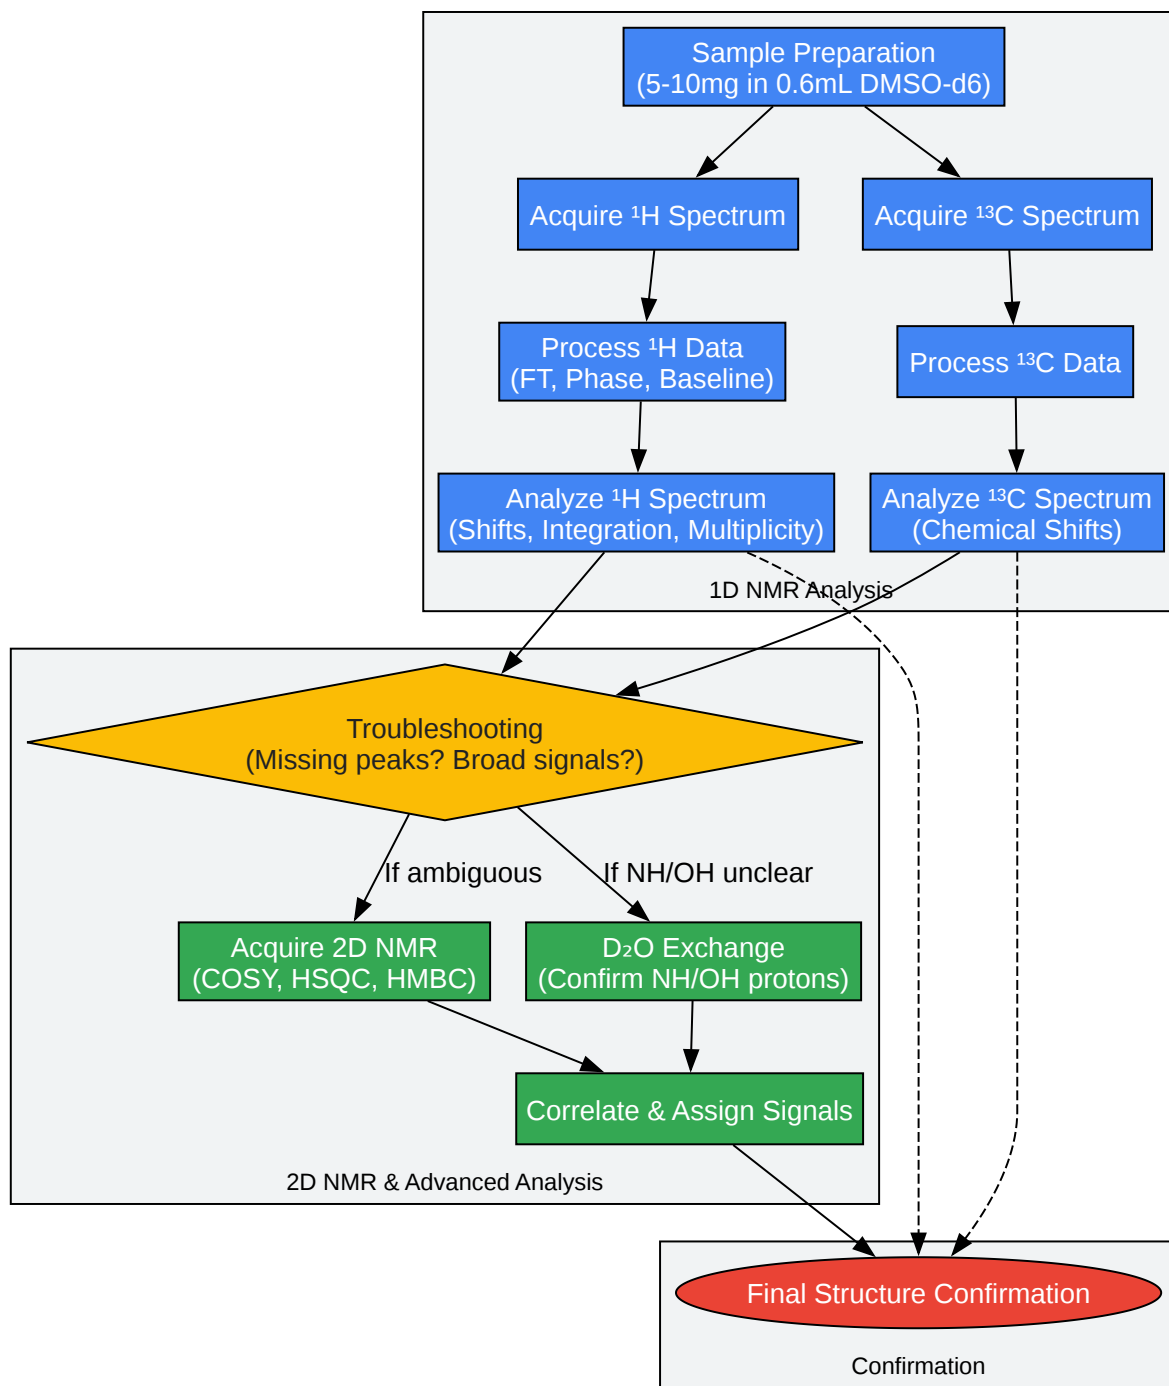 Sample Preparation
(5-10mg in 0.6mL DMSO-d6)
Acquire ¹H Spectrum
Acquire ¹³C Spectrum
Process ¹H Data
(FT, Phase, Baseline)
Process ¹³C Data
Analyze ¹H Spectrum
(Shifts, Integration, Multiplicity)
Analyze ¹³C Spectrum
(Chemical Shifts)
1D NMR Analysis
Troubleshooting
(Missing peaks? Broad signals?)
If ambiguous
If NH/OH unclear
Acquire 2D NMR
(COSY, HSQC, HMBC)
D₂O Exchange
(Confirm NH/OH protons)
Correlate & Assign Signals
2D NMR & Advanced Analysis
Final Structure Confirmation
Confirmation